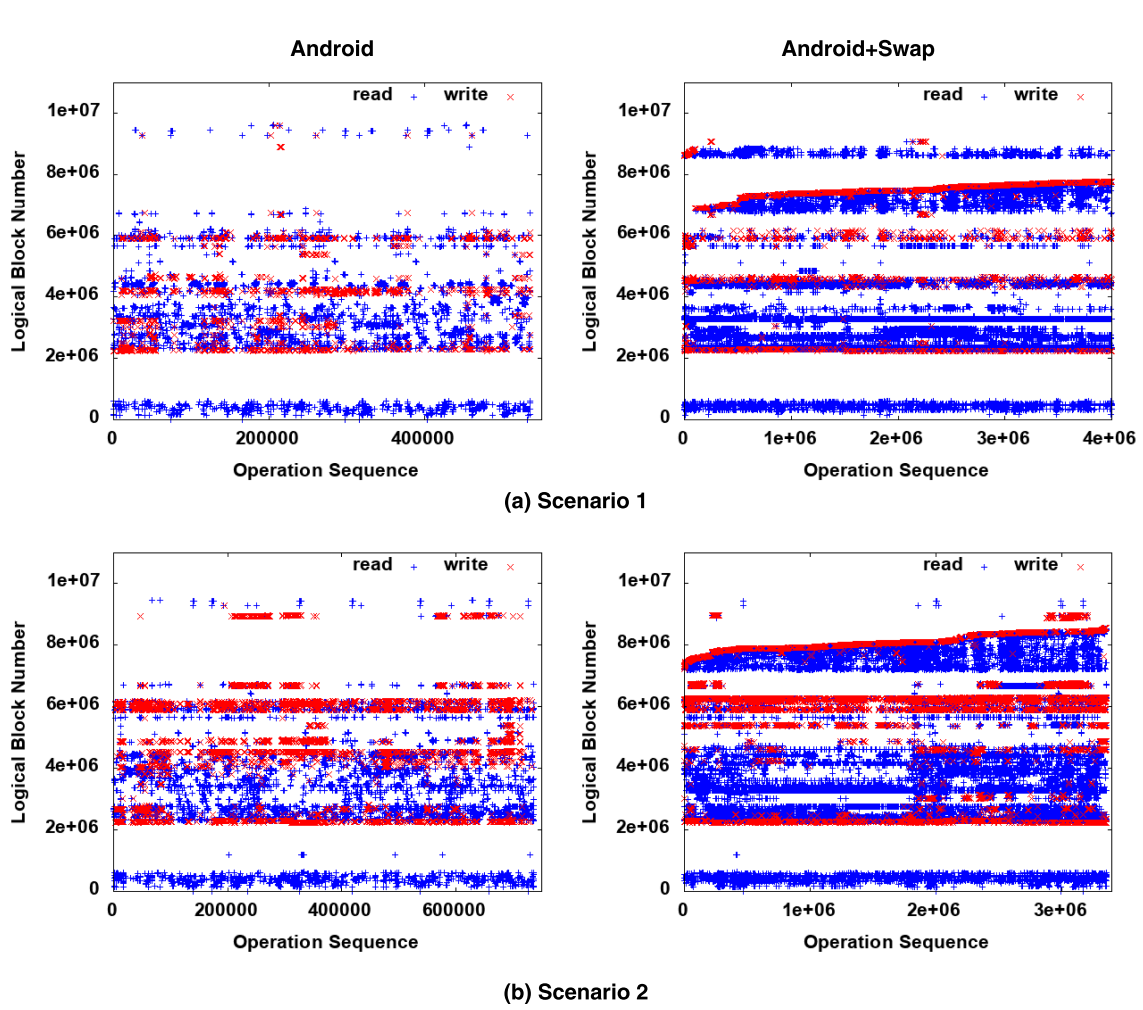 Android
Android+Swap
read write
read write
1e+07
8e+06
6e+06
4e+06
2e+06
0
Logical Block Number
0 200000 400000
Operation Sequence
1e+07
8e+06
6e+06
4e+06
2e+06
0
Logical Block Number
0 1e+06 2e+06 3e+06 4e+06
Operation Sequence
(a) Scenario 1
read write
read write
1e+07
8e+06
6e+06
4e+06
2e+06
0
Logical Block Number
0 200000 400000 600000
Operation Sequence
1e+07
8e+06
6e+06
4e+06
2e+06
0
Logical Block Number
0 1e+06 2e+06 3e+06
Operation Sequence
(b) Scenario 2